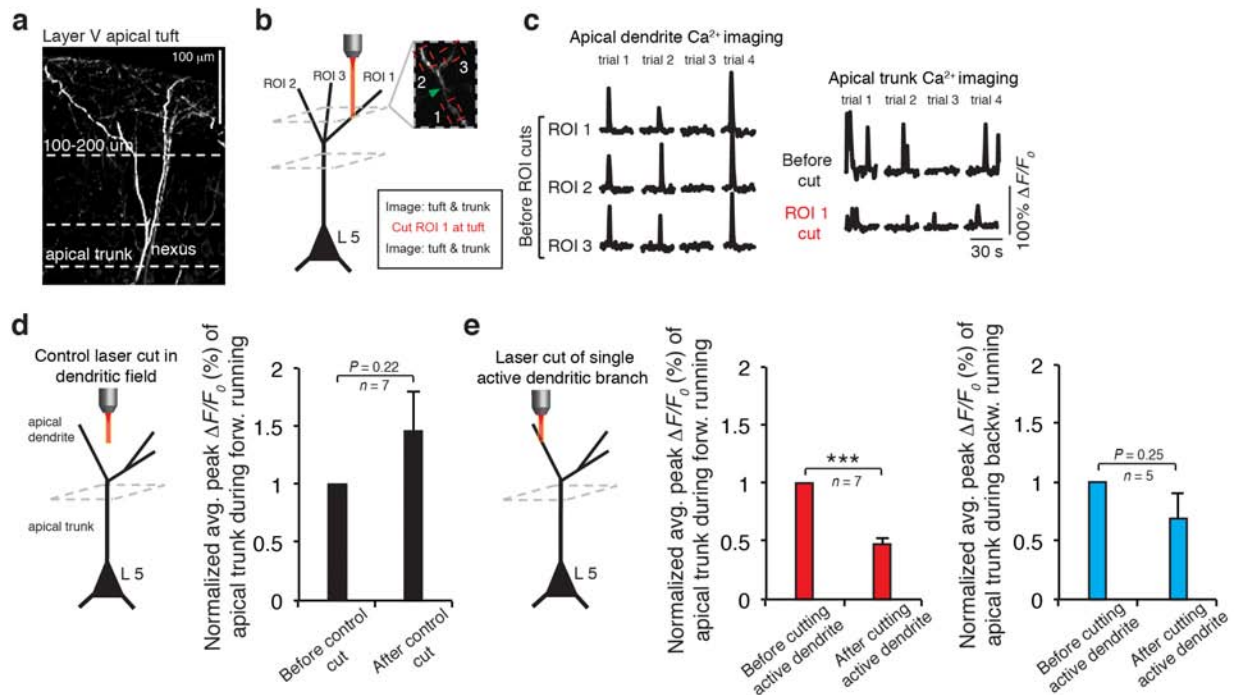 a
Layer V apical tuft
100 μm
100-200 um
nexus
apical trunk
b
ROI 2
ROI 3
ROI 1
2
3
1
L 5
Image: tuft & trunk
Cut ROI 1 at tuft
Image: tuft & trunk
c
Apical dendrite Ca²⁺ imaging
trial 1 trial 2 trial 3 trial 4
Before ROI cuts
ROI 1
ROI 2
ROI 3
Apical trunk Ca²⁺ imaging
trial 1 trial 2 trial 3 trial 4
Before
cut
ROI 1
cut
100% ΔF/F₀
30 s
d
Control laser cut in
dendritic field
apical
dendrite
apical trunk
L 5
Normalized avg. peak ΔF/F₀ (%) of
apical trunk during forw. running
2
1.5
1
0.5
0
P = 0.22
n = 7
Before control
cut
After control
cut
e
Laser cut of single
active dendritic branch
L 5
Normalized avg. peak ΔF/F₀ (%) of
apical trunk during forw. running
2
1.5
1
0.5
0
***
n = 7
Before cutting
active dendrite
After cutting
active dendrite
Normalized avg. peak ΔF/F₀ (%) of
apical trunk during backw. running
2
1.5
1
0.5
0
P = 0.25
n = 5
Before cutting
active dendrite
After cutting
active dendrite